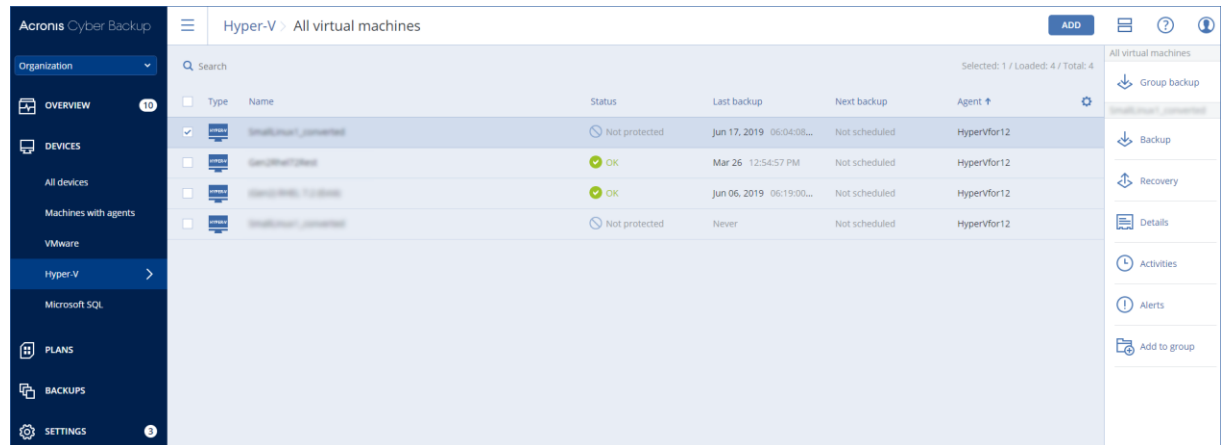 Acronis Cyber Backup
Hyper-V > All virtual machines
ADD
Organization
Search
Selected: 1 / Loaded: 4 / Total: 4
All virtual machines
Group backup
OVERVIEW 10
Type Name Status Last backup Next backup Agent ↑
HYPER-V Not protected Jun 17, 2019 06:04:08... Not scheduled HyperVfor12
DEVICES
Backup
HYPER-V OK Mar 26 12:54:57 PM Not scheduled HyperVfor12
All devices
Recovery
HYPER-V OK Jun 06, 2019 06:19:00... Not scheduled HyperVfor12
Machines with agents
HYPER-V Not protected Never Not scheduled HyperVfor12
Details
VMware
Hyper-V
Activities
Microsoft SQL
Alerts
PLANS
Add to group
BACKUPS
SETTINGS 3